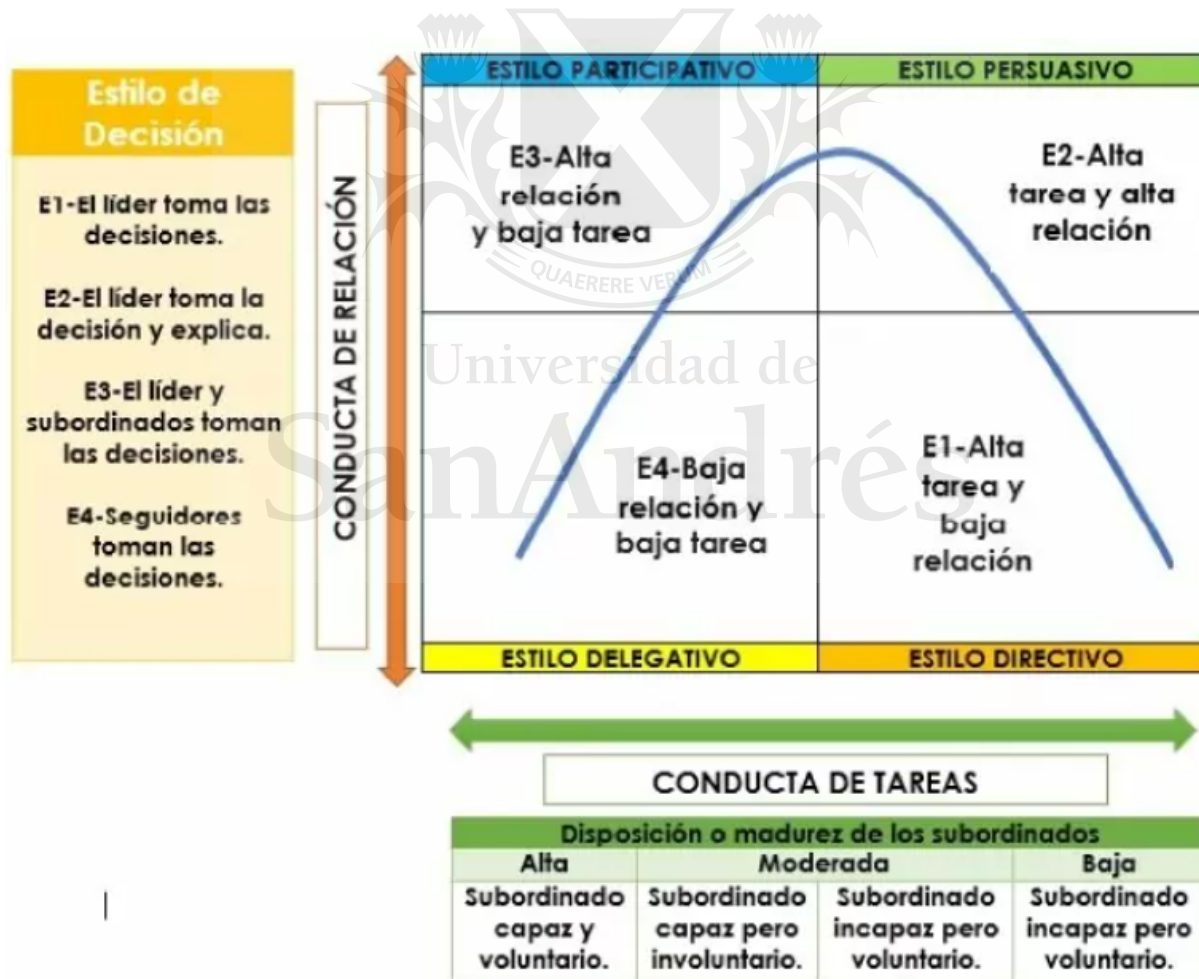 Estilo de
Decisión
E1-El líder toma las
decisiones.
E2-El líder toma la
decisión y explica.
E3-El líder y
subordinados toman
las decisiones.
E4-Seguidores
toman las
decisiones.
CONDUCTA DE RELACIÓN
ESTILO PARTICIPATIVO
ESTILO PERSUASIVO
E3-Alta
relación
y baja tarea
E2-Alta
tarea y alta
relación
QUAERERE VERUM
Universidad de
SanAndrés
E4-Baja
relación y
baja tarea
E1-Alta
tarea y
baja
relación
ESTILO DELEGATIVO
ESTILO DIRECTIVO
CONDUCTA DE TAREAS
Disposición o madurez de los subordinados
Alta
Moderada
Baja
Subordinado
capaz y
voluntario.
Subordinado
capaz pero
involuntario.
Subordinado
incapaz pero
voluntario.
Subordinado
incapaz pero
voluntario.